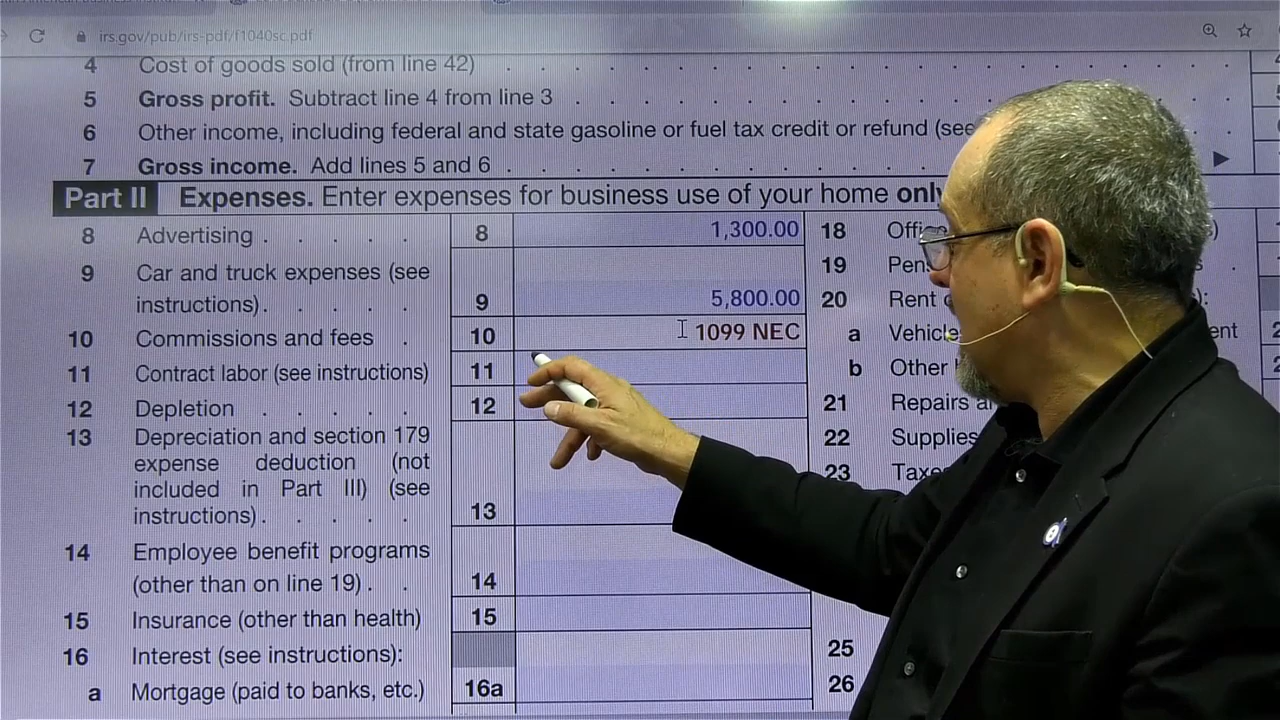 irs.gov/pub/irs-pdf/f1040sc.pdf
4 Cost of goods sold (from line 42)
5 Gross profit. Subtract line 4 from line 3
6 Other income, including federal and state gasoline or fuel tax credit or refund (see
7 Gross income. Add lines 5 and 6
Part II Expenses. Enter expenses for business use of your home only
8 Advertising 8 1,300.00 18
9 Car and truck expenses (see 19
instructions) 9 5,800.00 20 Rent
10 Commissions and fees 10 1099 NEC a
11 Contract labor (see instructions) 11 b Other
12 Depletion 12 21 Repairs
13 Depreciation and section 179 22 Supplies
expense deduction (not 23
included in Part III) (see
instructions) 13
14 Employee benefit programs
(other than on line 19) 14
15 Insurance (other than health) 15
16 Interest (see instructions): 25
a Mortgage (paid to banks, etc.) 16a 26